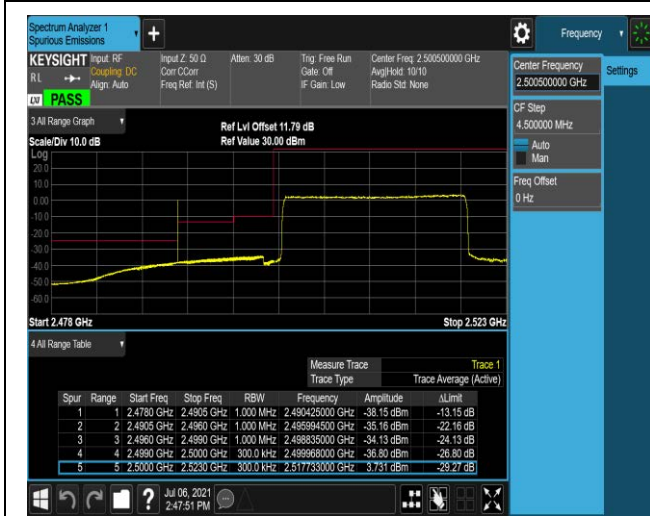 Spectrum Analyzer 1
Spurious Emissions
Frequency
KEYSIGHT
Input: RF
Input Z: 50 Ω
Atten: 30 dB
Trig: Free Run
Center Freq: 2.500500000 GHz
RL
Coupling: DC
Corr CCorr
Gate: Off
Avg|Hold: 10/10
Align: Auto
Freq Ref: Int (S)
IF Gain: Low
Radio Std: None
LXI
PASS
Center Frequency
2.500500000 GHz
Settings
CF Step
4.500000 MHz
Auto
Man
Freq Offset
0 Hz
3 All Range Graph
Ref Lvl Offset 11.79 dB
Scale/Div 10.0 dB
Ref Value 30.00 dBm
Log
20.0
10.0
0.00
-10.0
-20.0
-30.0
-40.0
-50.0
-60.0
Start 2.478 GHz
Stop 2.523 GHz
4 All Range Table
Measure Trace Trace 1
Trace Type Trace Average (Active)
Spur Range Start Freq Stop Freq RBW Frequency Amplitude ΔLimit
1 1 2.4780 GHz 2.4905 GHz 1.000 MHz 2.490425000 GHz -38.15 dBm -13.15 dB
2 2 2.4905 GHz 2.4960 GHz 1.000 MHz 2.495994500 GHz -35.16 dBm -22.16 dB
3 3 2.4960 GHz 2.4990 GHz 1.000 MHz 2.498835000 GHz -34.13 dBm -24.13 dB
4 4 2.4990 GHz 2.5000 GHz 300.0 kHz 2.499968000 GHz -36.80 dBm -26.80 dB
5 5 2.5000 GHz 2.5230 GHz 300.0 kHz 2.517733000 GHz 3.731 dBm -29.27 dB
Jul 06, 2021
2:47:51 PM